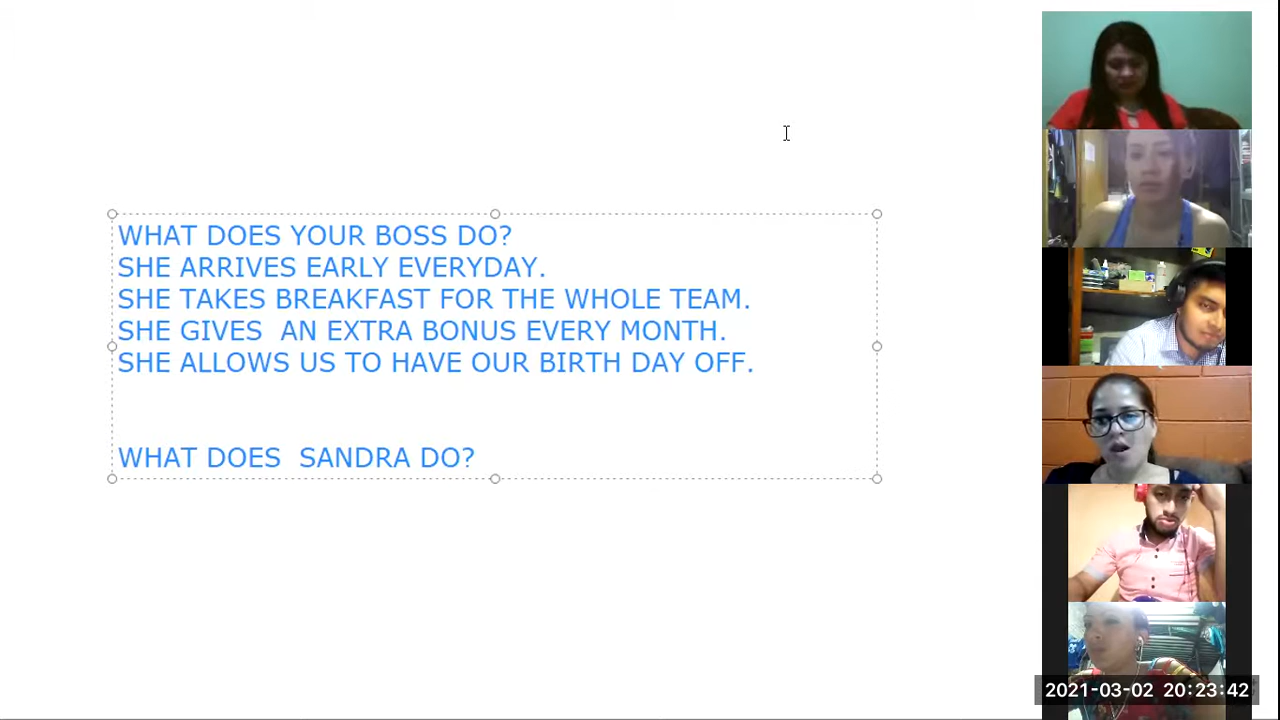 WHAT DOES YOUR BOSS DO?
SHE ARRIVES EARLY EVERYDAY.
SHE TAKES BREAKFAST FOR THE WHOLE TEAM.
SHE GIVES  AN EXTRA BONUS EVERY MONTH.
SHE ALLOWS US TO HAVE OUR BIRTH DAY OFF.
WHAT DOES  SANDRA DO?
2021-03-02 20:23:42